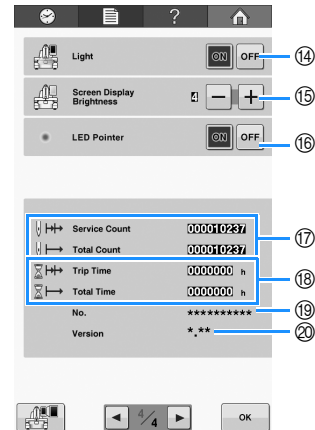 ?
Light ON OFF ⑭
Screen Display Brightness 4 − + ⑮
LED Pointer ON OFF ⑯
Service Count 000010237
Total Count 000010237 ⑰
Trip Time 0000000 h
Total Time 0000000 h ⑱
No. ********** ⑲
Version *.** ⑳
4/4 OK